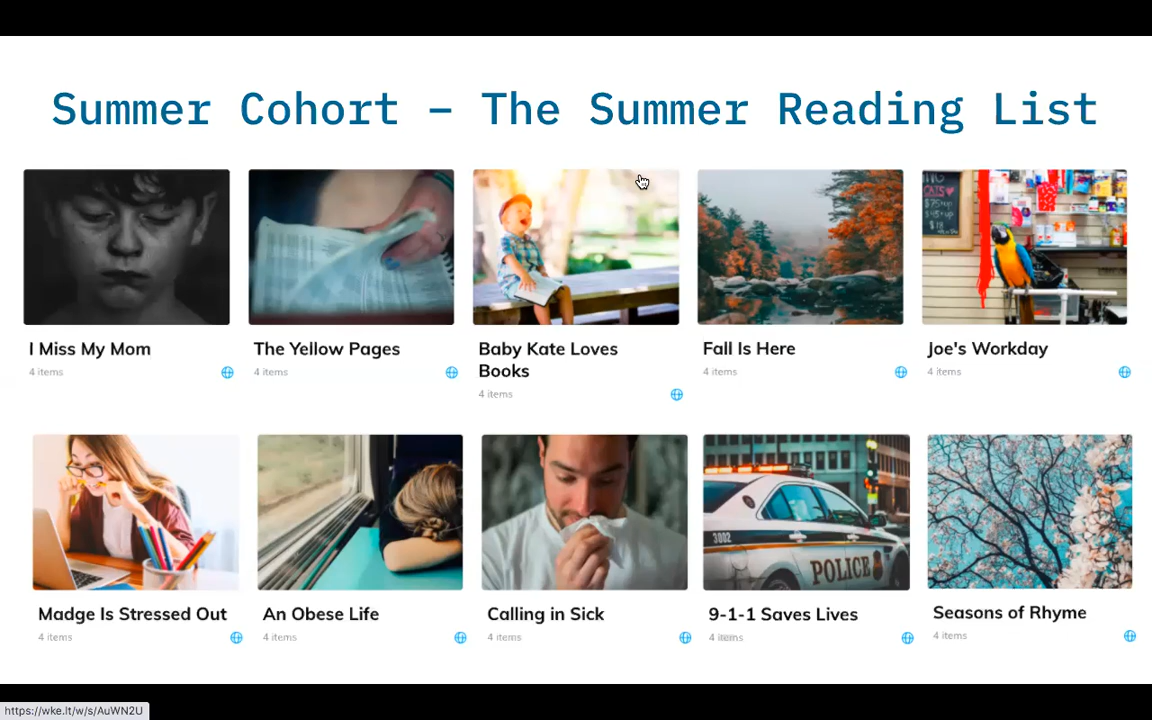 Summer Cohort – The Summer Reading List
I Miss My Mom
4 items
The Yellow Pages
4 items
Baby Kate Loves
Books
4 items
Fall Is Here
4 items
CATS
Joe's Workday
4 items
Madge Is Stressed Out
4 items
An Obese Life
4 items
Calling in Sick
4 items
3002
POLICE
9-1-1 Saves Lives
4 items
Seasons of Rhyme
4 items
https://wke.lt/w/s/AuWN2U